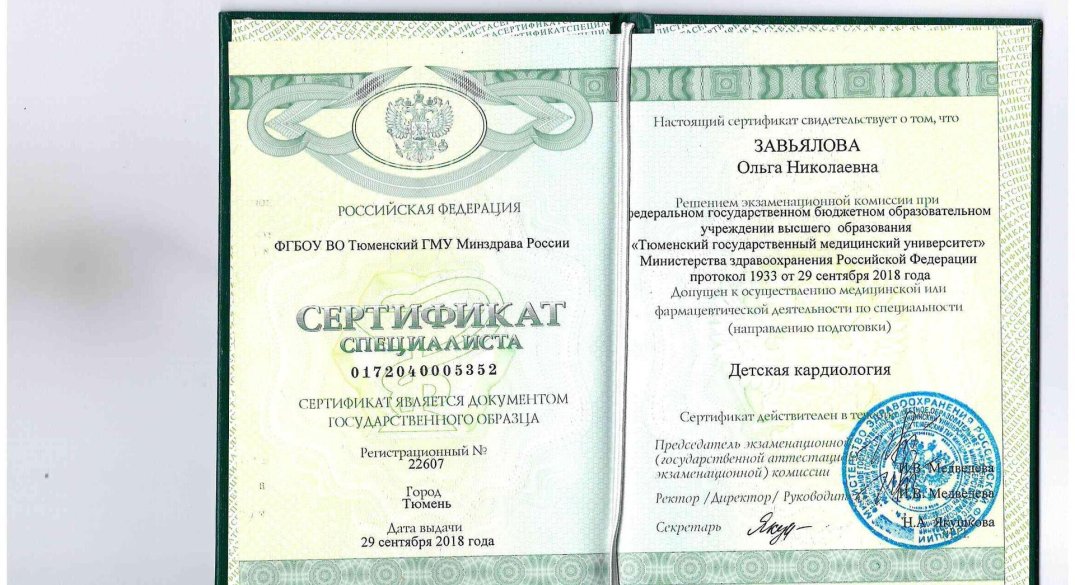 РОССИЙСКАЯ ФЕДЕРАЦИЯ
ФГБОУ ВО Тюменский ГМУ Минздрава России
СЕРТИФИКАТ
СПЕЦИАЛИСТА
0172040005352
СЕРТИФИКАТ ЯВЛЯЕТСЯ ДОКУМЕНТОМ
ГОСУДАРСТВЕННОГО ОБРАЗЦА
Регистрационный №
22607
Город
Тюмень
Дата выдачи
29 сентября 2018 года
Настоящий сертификат свидетельствует о том, что
ЗАВЬЯЛОВА
Ольга Николаевна
Решением экзаменационной комиссии при
федеральном государственном бюджетном образовательном
учреждении высшего образования
«Тюменский государственный медицинский университет»
Министерства здравоохранения Российской Федерации
протокол 1933 от 29 сентября 2018 года
Допущен к осуществлению медицинской или
фармацевтической деятельности по специальности
(направлению подготовки)
Детская кардиология
Сертификат действителен в
Председатель экзаменационной
(государственной
экзаменационной) комиссии
И.В. Медведева
Ректор /Директор/
И.В. Медведева
Секретарь
Н.А. Якушкова